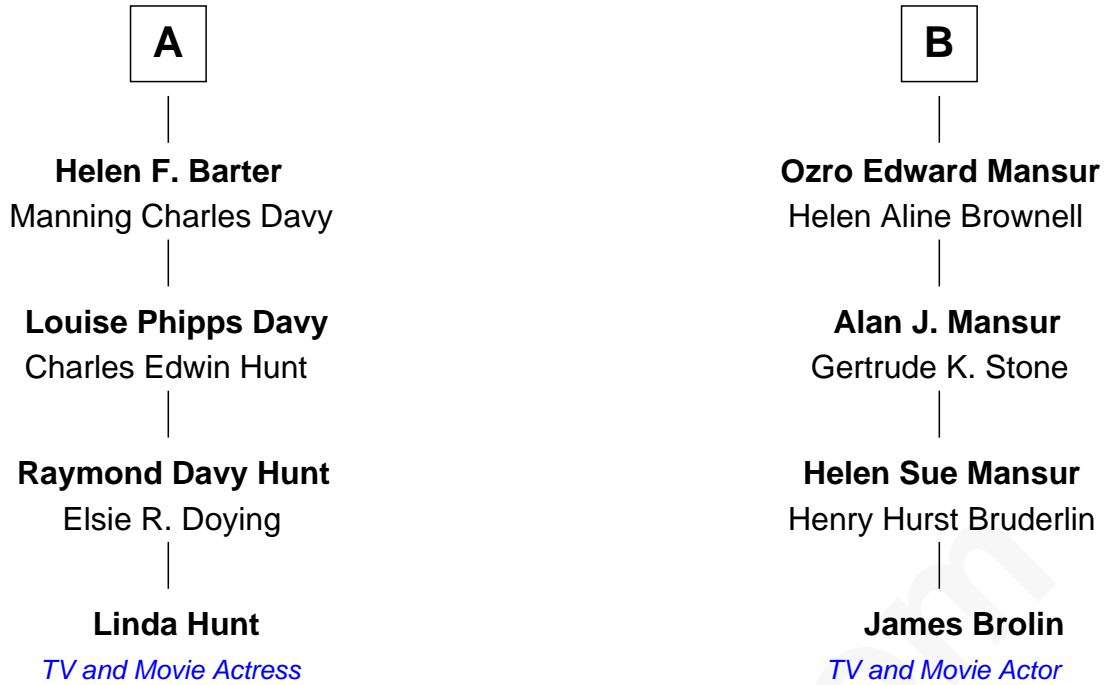 A
Helen F. Barter
Manning Charles Davy
Louise Phipps Davy
Charles Edwin Hunt
Raymond Davy Hunt
Elsie R. Doying
Linda Hunt
TV and Movie Actress
B
Ozro Edward Mansur
Helen Aline Brownell
Alan J. Mansur
Gertrude K. Stone
Helen Sue Mansur
Henry Hurst Bruderlin
James Brolin
TV and Movie Actor